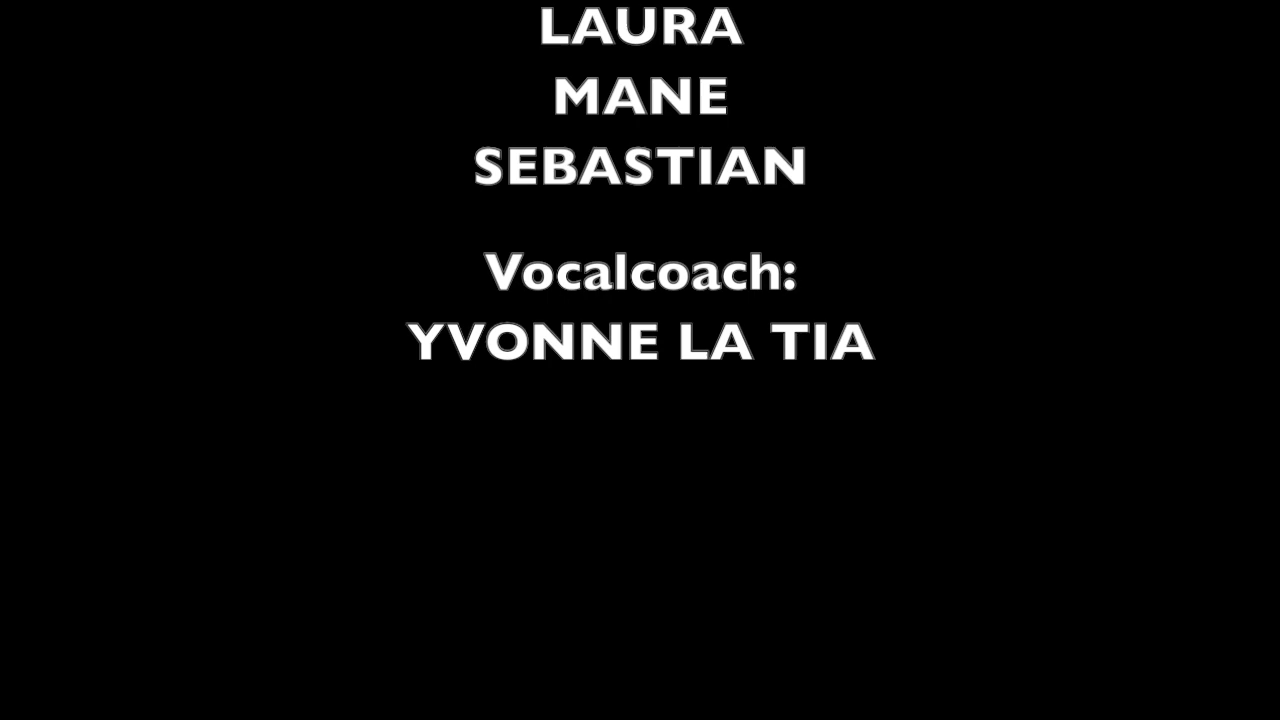 LAURA
MANE
SEBASTIAN
Vocalcoach:
YVONNE LA TIA